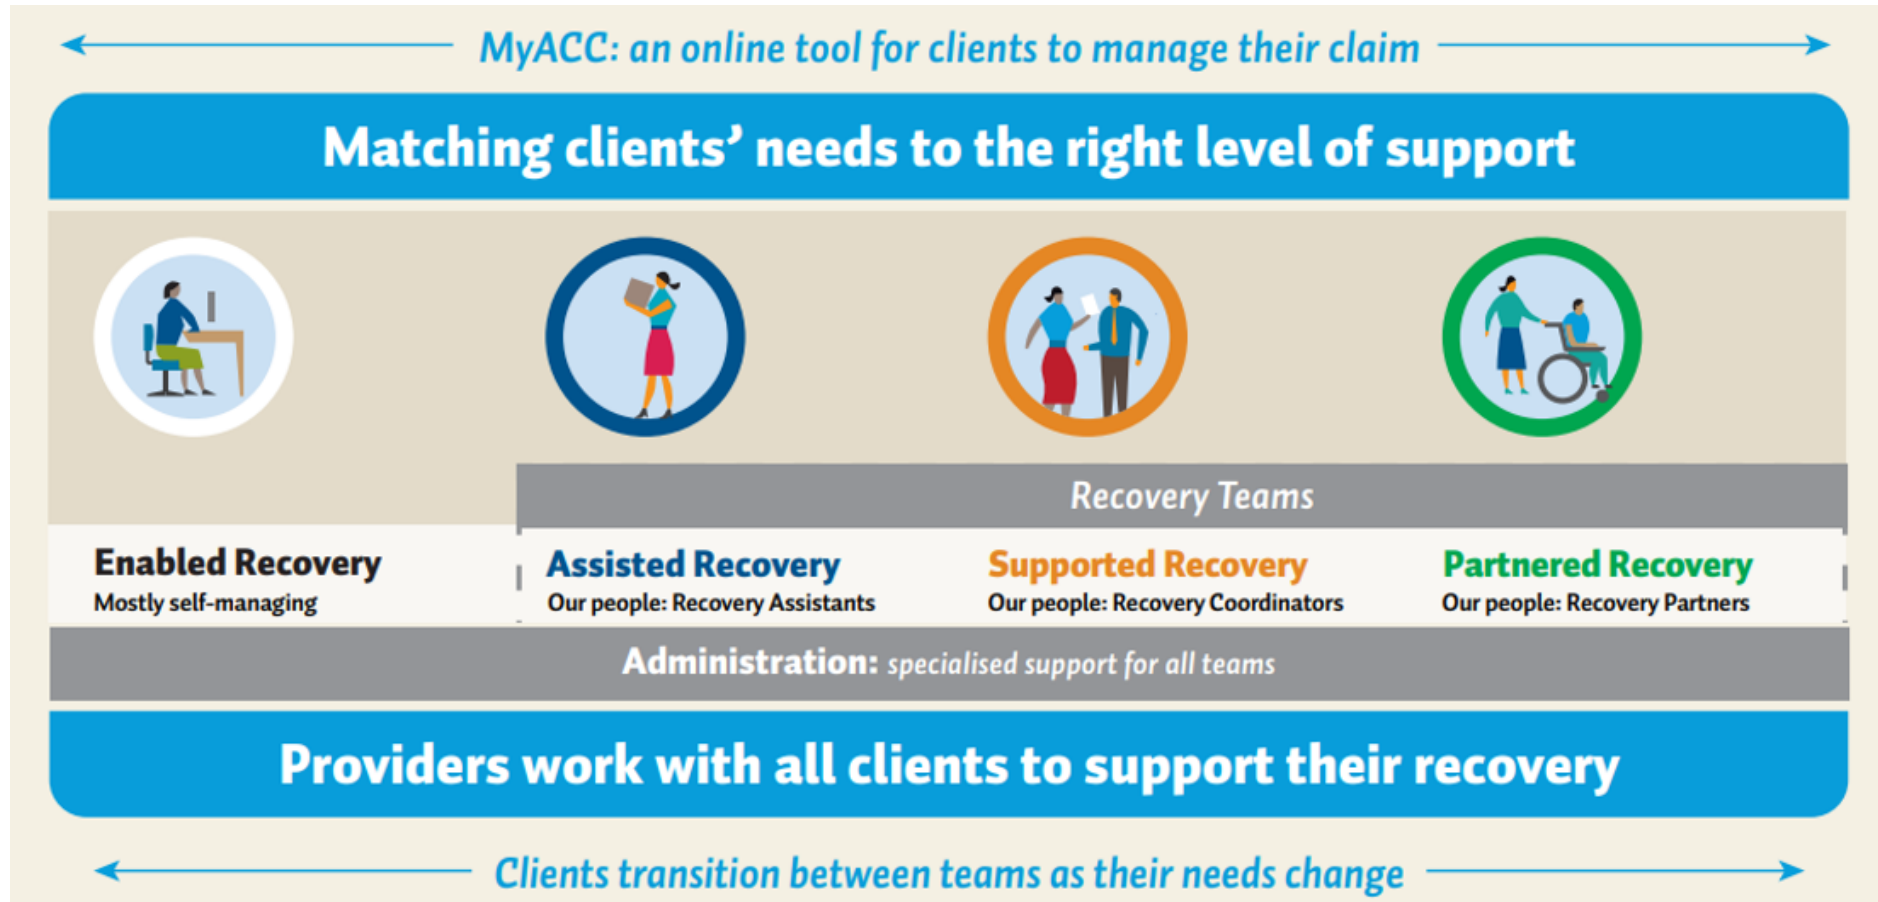 MyACC: an online tool for clients to manage their claim
Matching clients’ needs to the right level of support
Recovery Teams
Enabled Recovery
Mostly self-managing
Assisted Recovery
Our people: Recovery Assistants
Supported Recovery
Our people: Recovery Coordinators
Partnered Recovery
Our people: Recovery Partners
Administration: specialised support for all teams
Providers work with all clients to support their recovery
Clients transition between teams as their needs change